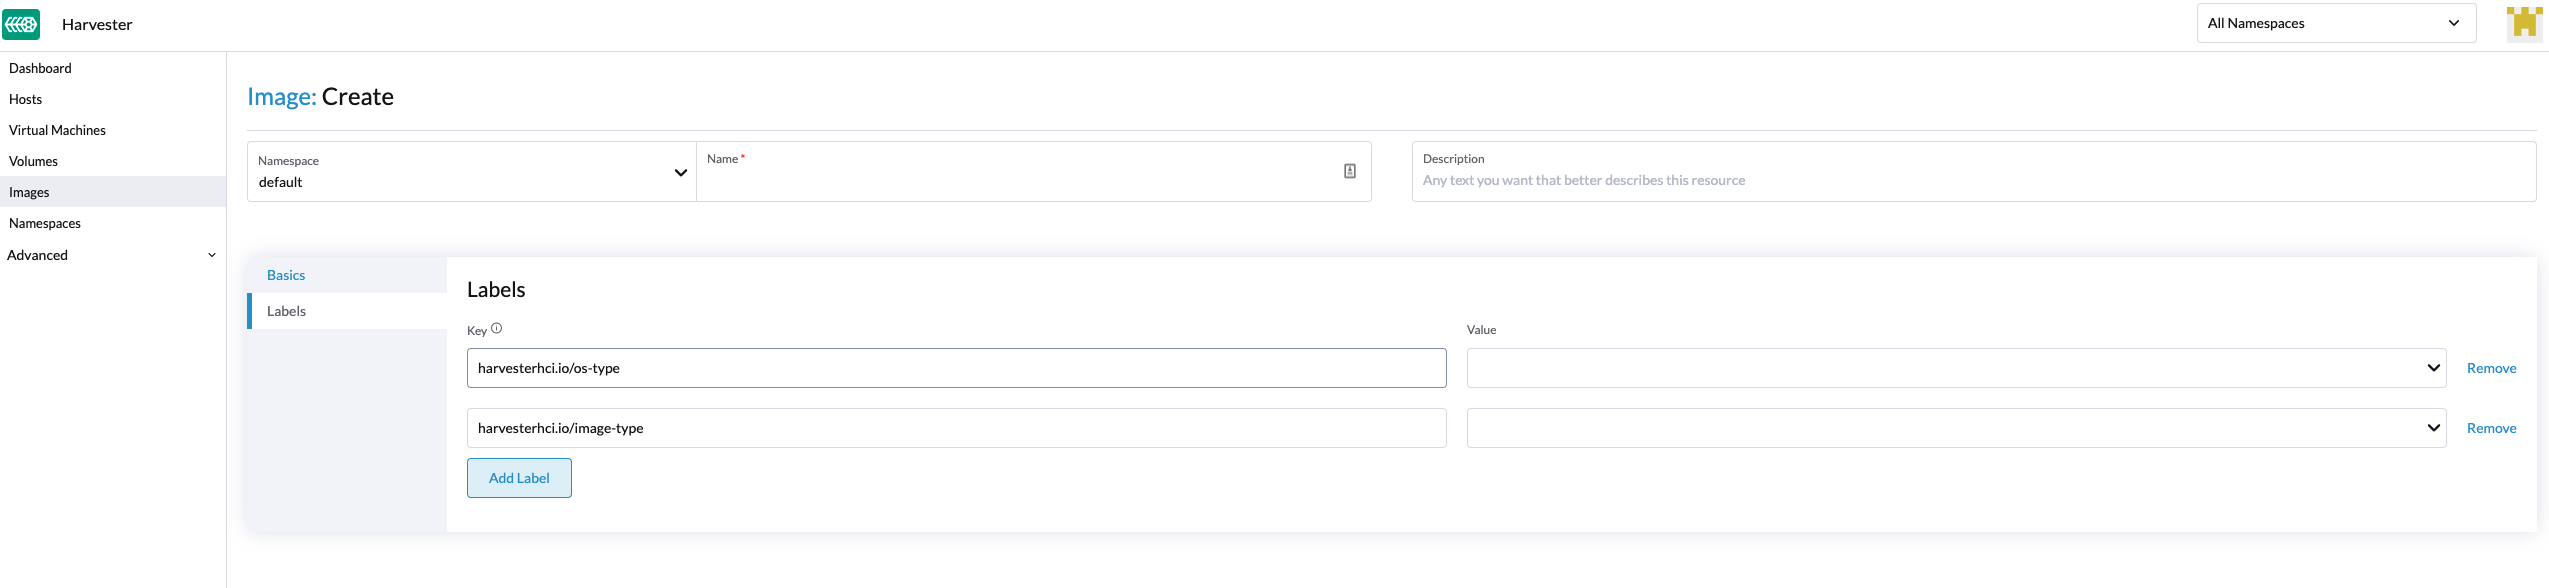 Harvester
All Namespaces
Dashboard
Hosts
Virtual Machines
Volumes
Images
Namespaces
Advanced
Image: Create
Namespace
default
Name *
Description
Any text you want that better describes this resource
Basics
Labels
Labels
Key
Value
harvesterhci.io/os-type
Remove
harvesterhci.io/image-type
Remove
Add Label